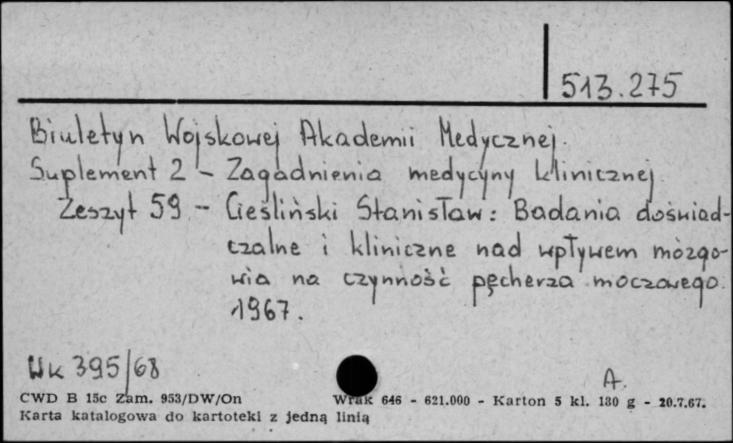 513.275
Biuletyn Wojskowej Akademii Medycznej.
Suplement 2 - Zagadnienia medycyny klinicznej
Zeszyt 59 - Cieśliński Stanisław: Badania doświad-
czalne i kliniczne nad wpływem mózgo-
wia na czynność pęcherza moczowego.
1967.
Wk 395/68
A.
CWD B 15c Zam. 953/DW/On Wrak 646 - 621.000 - Karton 5 kl. 180 g - 20.7.67.
Karta katalogowa do kartoteki z jedną linią